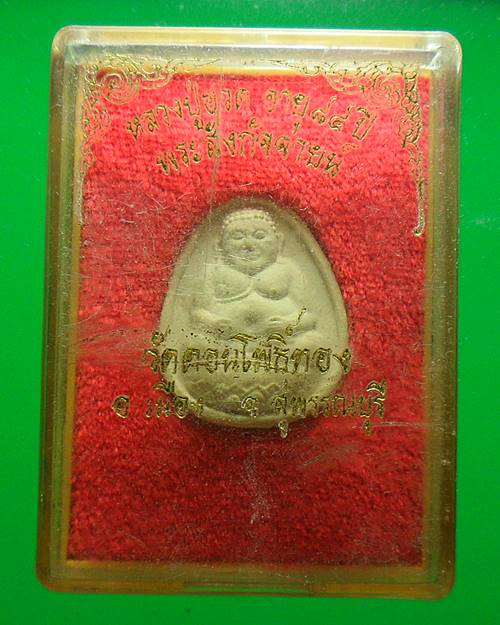 หลวงปู่ขวด อายุ๘๔ปี
พระสังกัจจายน์
วัดดอนโพธิ์ทอง
อ เมือง จ สุพรรณบุรี